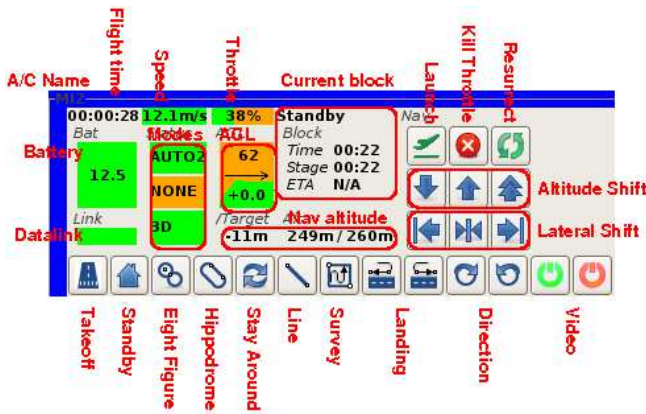 Flight time
Speed
Throttle
Kill Throttle
Resurrect
Launch
A/C Name
Current block
MJ2
00:00:28 12.1m/s 38% Standby Nav
Bat Modes AGL Block
Battery AUTO2 62 Time 00:22
12.5 Stage 00:22
NONE ETA N/A
+0.0 Altitude Shift
Link /Target Nav altitude
Datalink 3D -11m 249m/260m Lateral Shift
Takeoff
Standby
Eight Figure
Hippodrome
Stay Around
Line
Survey
Landing
Direction
Video